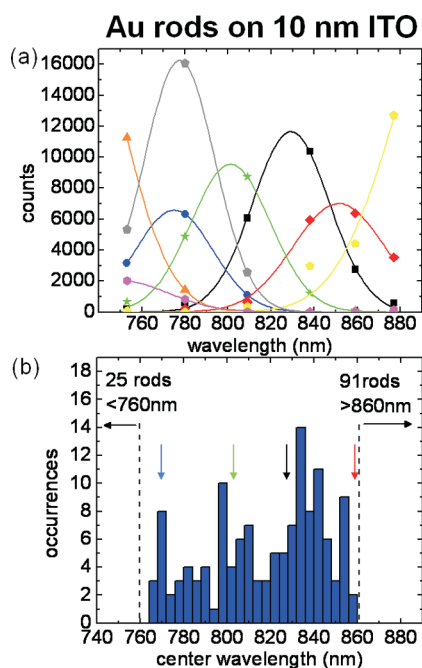 Au rods on 10 nm ITO
(a)
16000
14000
12000
10000
8000
6000
4000
2000
0
counts
760 780 800 820 840 860 880
wavelength (nm)
(b)
18
16
14
12
10
8
6
4
2
0
occurrences
25 rods
<760nm
91rods
>860nm
740 760 780 800 820 840 860 880
center wavelength (nm)